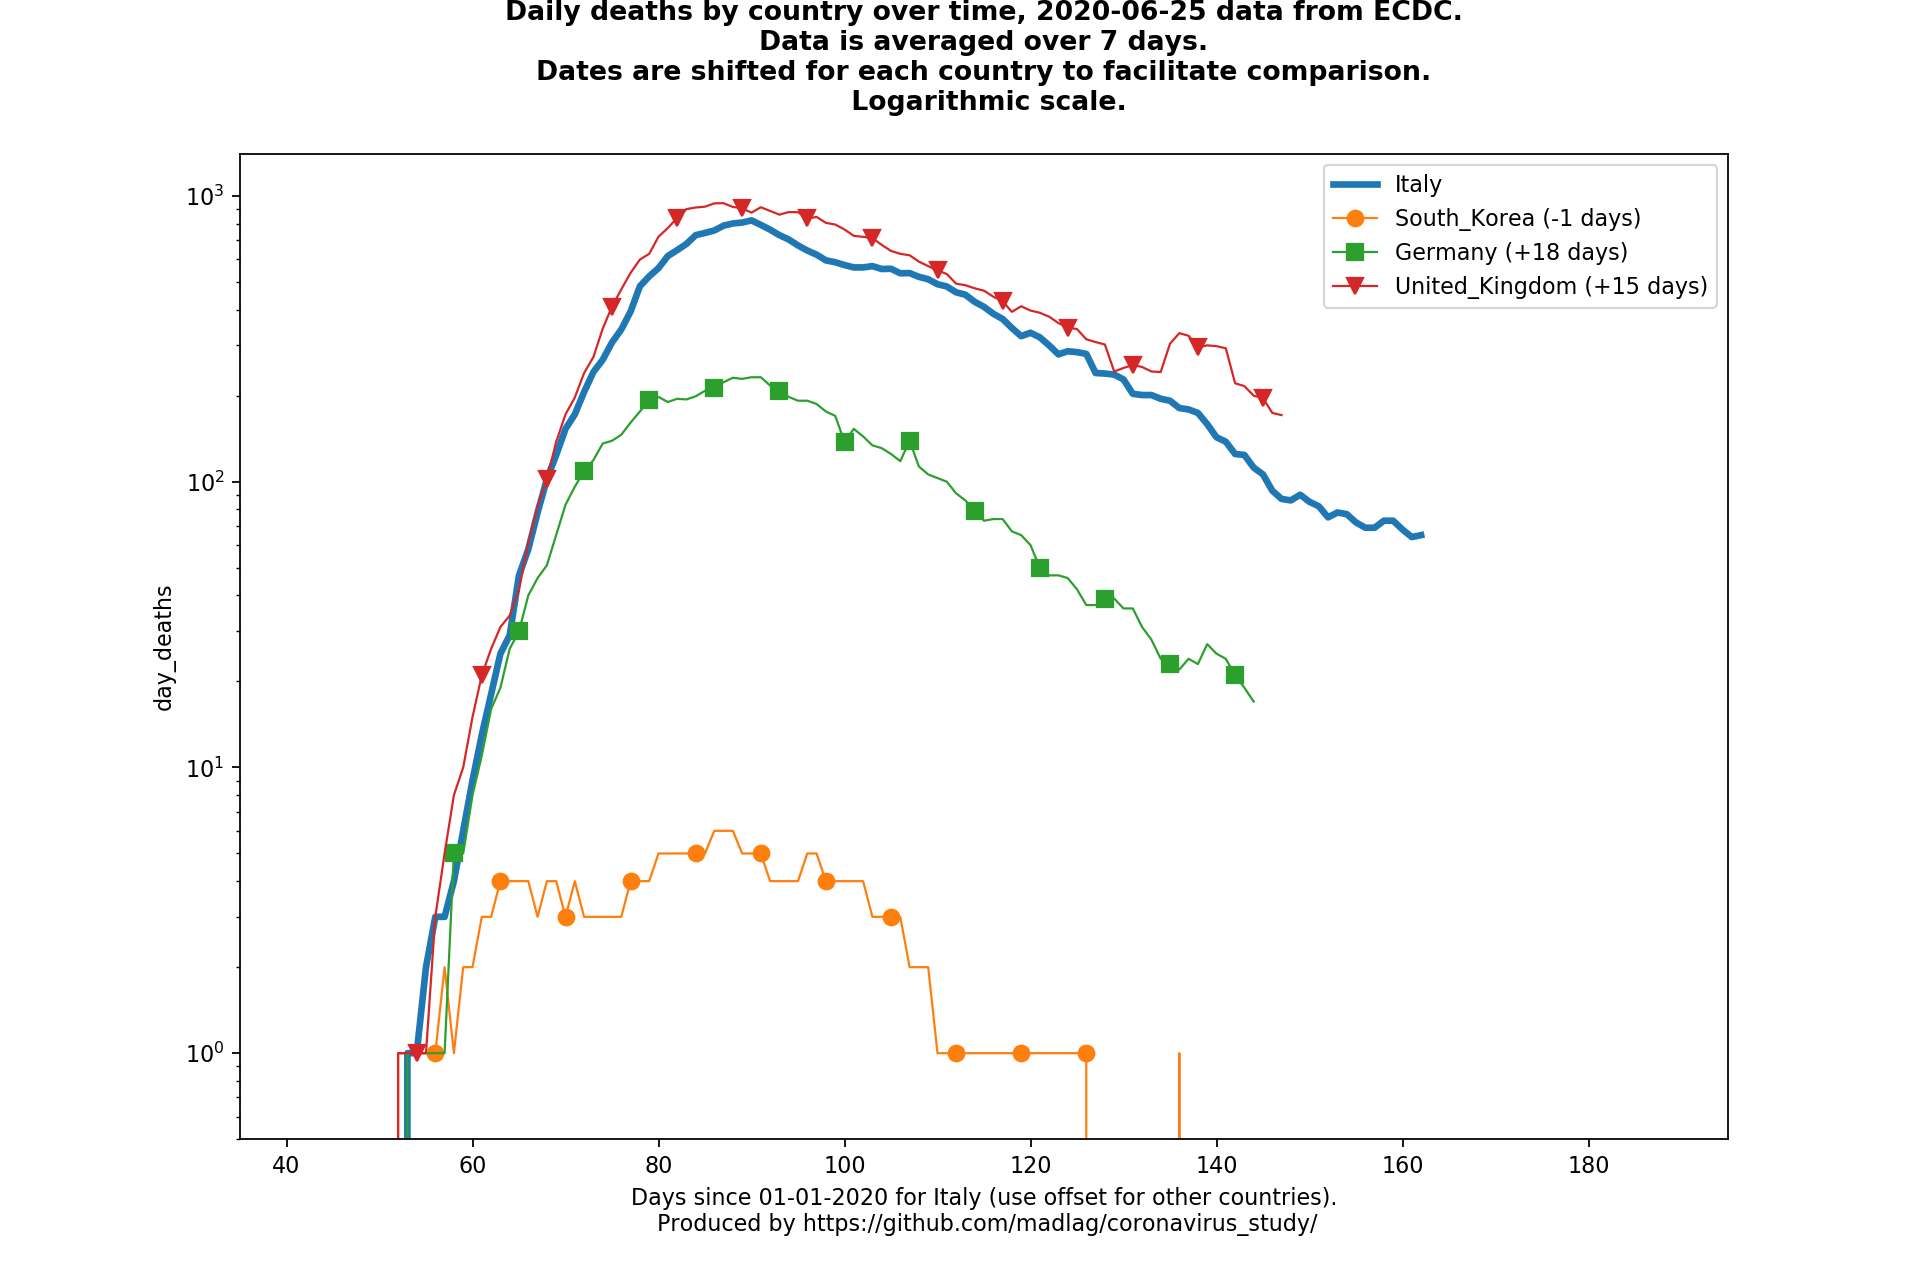 Daily deaths by country over time, 2020-06-25 data from ECDC.
Data is averaged over 7 days.
Dates are shifted for each country to facilitate comparison.
Logarithmic scale.
Italy
South_Korea (-1 days)
Germany (+18 days)
United_Kingdom (+15 days)
10³
10²
10¹
10⁰
day_deaths
40 60 80 100 120 140 160 180
Days since 01-01-2020 for Italy (use offset for other countries).
Produced by https://github.com/madlag/coronavirus_study/